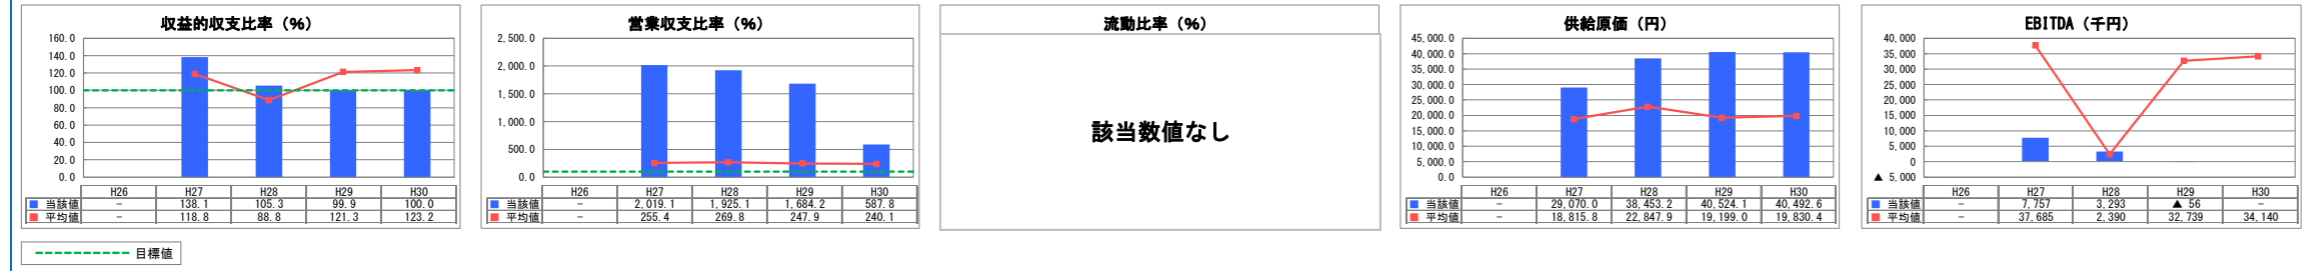 収益的収支比率（％）
160.0
140.0
120.0
100.0
80.0
60.0
40.0
20.0
0.0
H26 H27 H28 H29 H30
当該値 － 138.1 105.3 99.9 100.0
平均値 － 118.8 88.8 121.3 123.2
営業収支比率（％）
2,500.0
2,000.0
1,500.0
1,000.0
500.0
0.0
H26 H27 H28 H29 H30
当該値 － 2,019.1 1,925.1 1,684.2 587.8
平均値 － 255.4 269.8 247.9 240.1
流動比率（％）
該当数値なし
供給原価（円）
45,000.0
40,000.0
35,000.0
30,000.0
25,000.0
20,000.0
15,000.0
10,000.0
5,000.0
0.0
H26 H27 H28 H29 H30
当該値 － 29,070.0 38,453.2 40,524.1 40,492.6
平均値 － 18,815.8 22,847.9 19,199.0 19,830.4
EBITDA（千円）
40,000
35,000
30,000
25,000
20,000
15,000
10,000
5,000
0
▲ 5,000
H26 H27 H28 H29 H30
当該値 － 7,757 3,293 ▲ 56 －
平均値 － 37,685 2,390 32,739 34,140
目標値